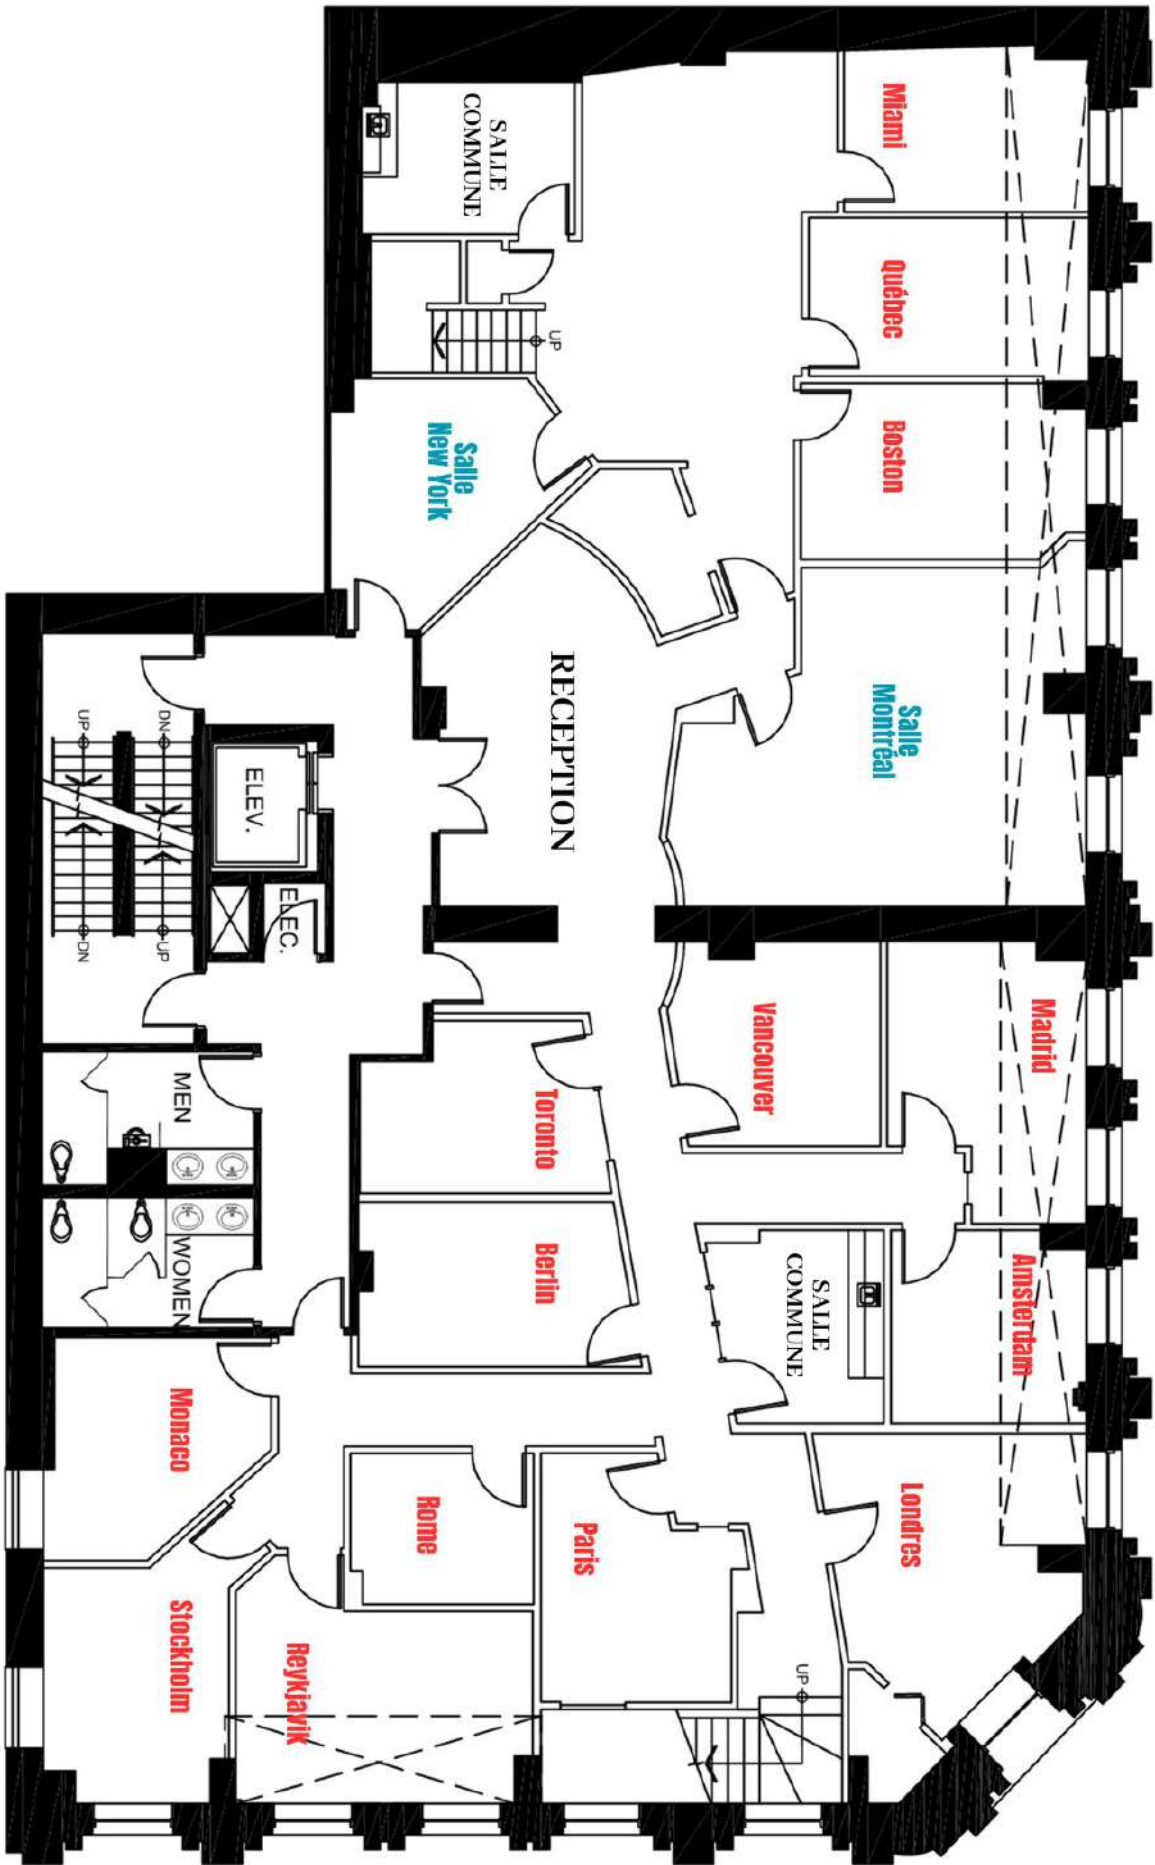 Miami
Québec
Boston
Salle
Montréal
Madrid
Amsterdam
Londres
SALLE
COMMUNE
UP
Salle
New York
RECEPTION
Vancouver
SALLE
COMMUNE
Toronto
Berlin
Paris
UP
Rome
Reykjavik
UP
DN
DN
UP
ELEV.
ELEC.
MEN
WOMEN
Monaco
Stockholm